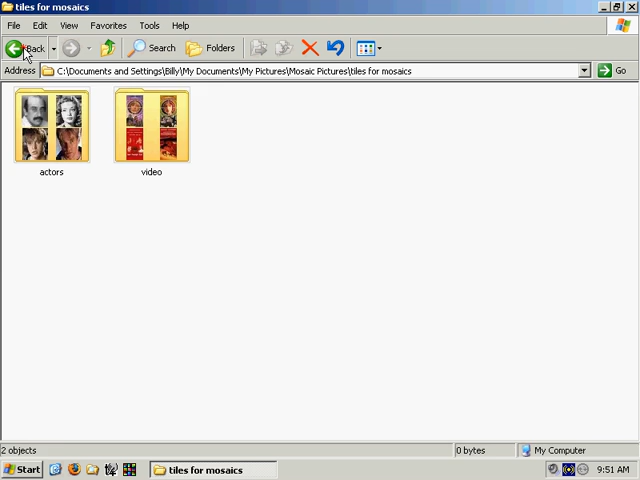 tiles for mosaics
File Edit View Favorites Tools Help
Back Search Folders
Address C:\Documents and Settings\Billy\My Documents\My Pictures\Mosaic Pictures\tiles for mosaics Go
actors video
2 objects 0 bytes My Computer
Start tiles for mosaics 9:51 AM